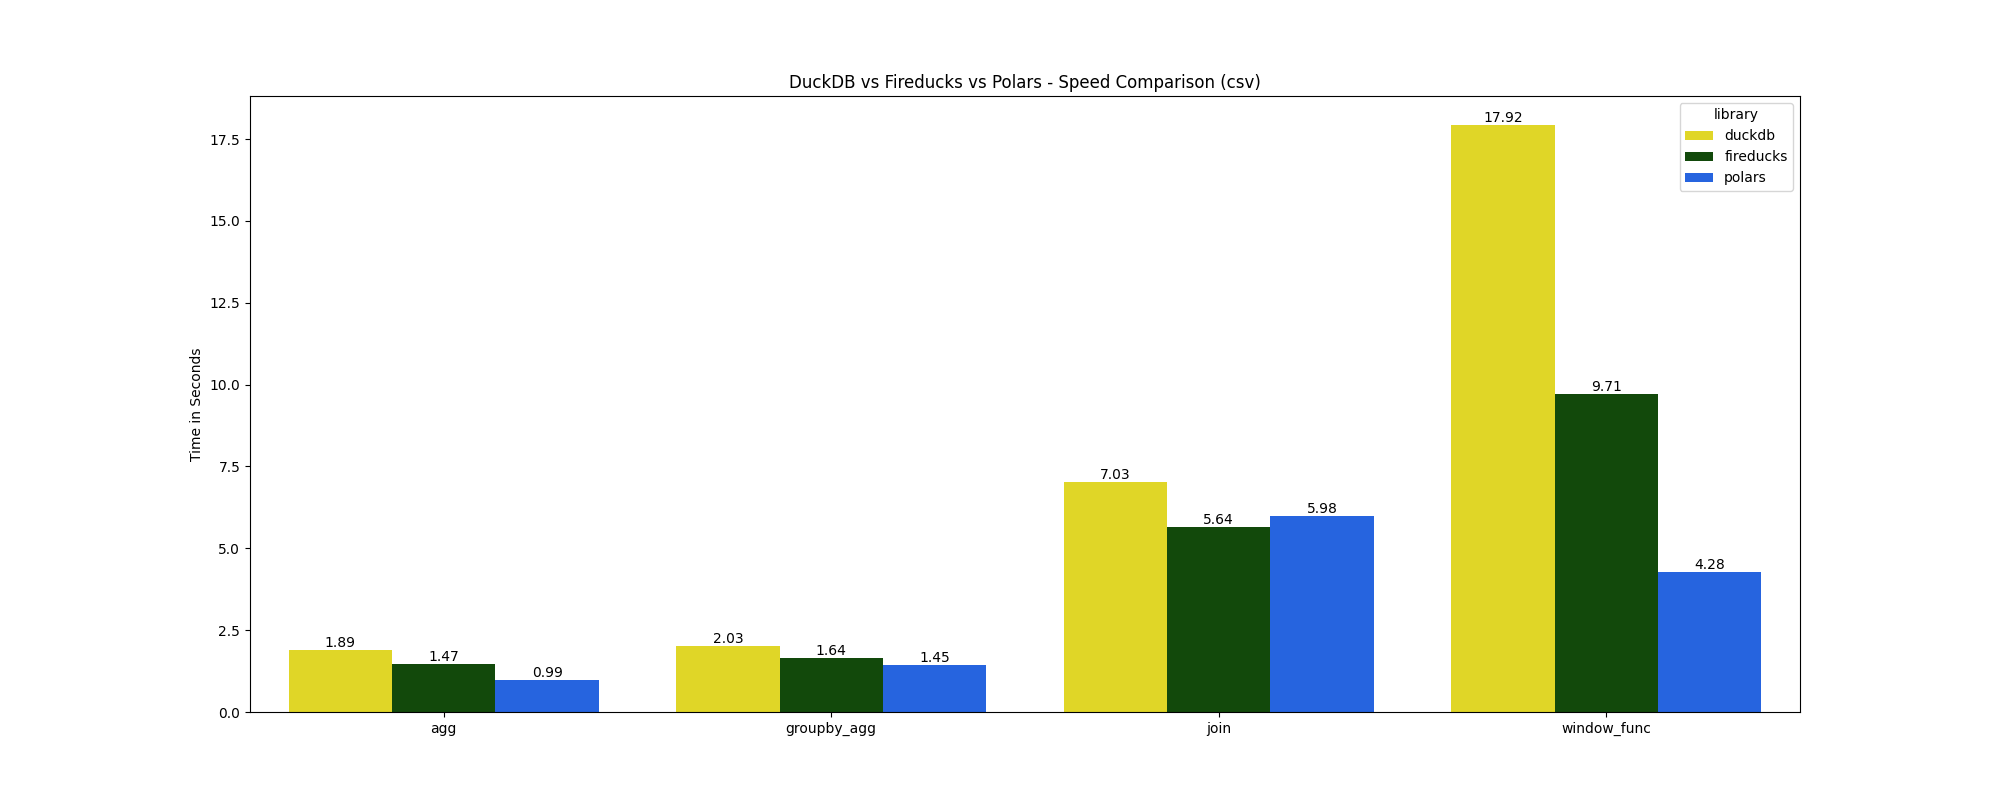 DuckDB vs Fireducks vs Polars - Speed Comparison (csv)
library
duckdb
fireducks
polars
Time in Seconds
17.5
15.0
12.5
10.0
7.5
5.0
2.5
0.0
1.89
1.47
0.99
2.03
1.64
1.45
7.03
5.64
5.98
17.92
9.71
4.28
agg
groupby_agg
join
window_func